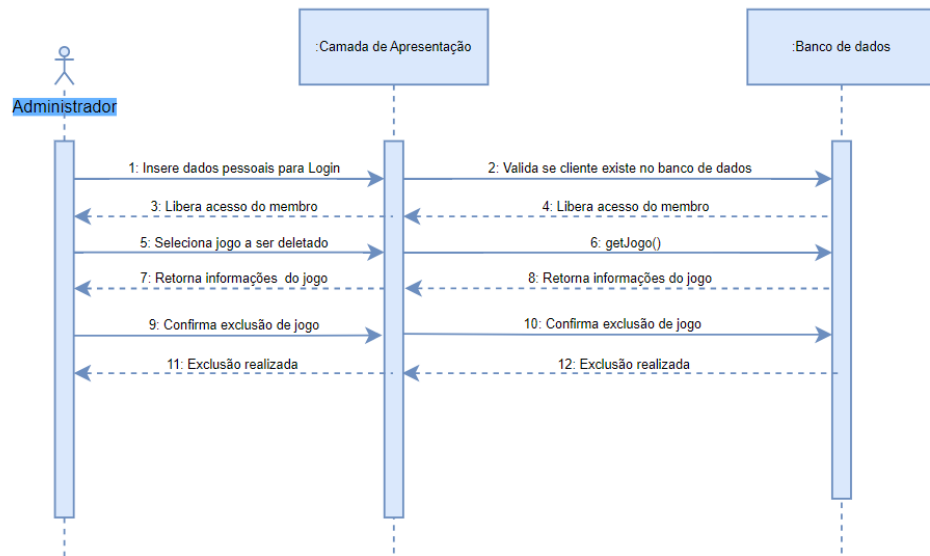 :Camada de Apresentação
:Banco de dados
Administrador
1: Insere dados pessoais para Login
2: Valida se cliente existe no banco de dados
3: Libera acesso do membro
4: Libera acesso do membro
5: Seleciona jogo a ser deletado
6: getJogo()
7: Retorna informações do jogo
8: Retorna informações do jogo
9: Confirma exclusão de jogo
10: Confirma exclusão de jogo
11: Exclusão realizada
12: Exclusão realizada